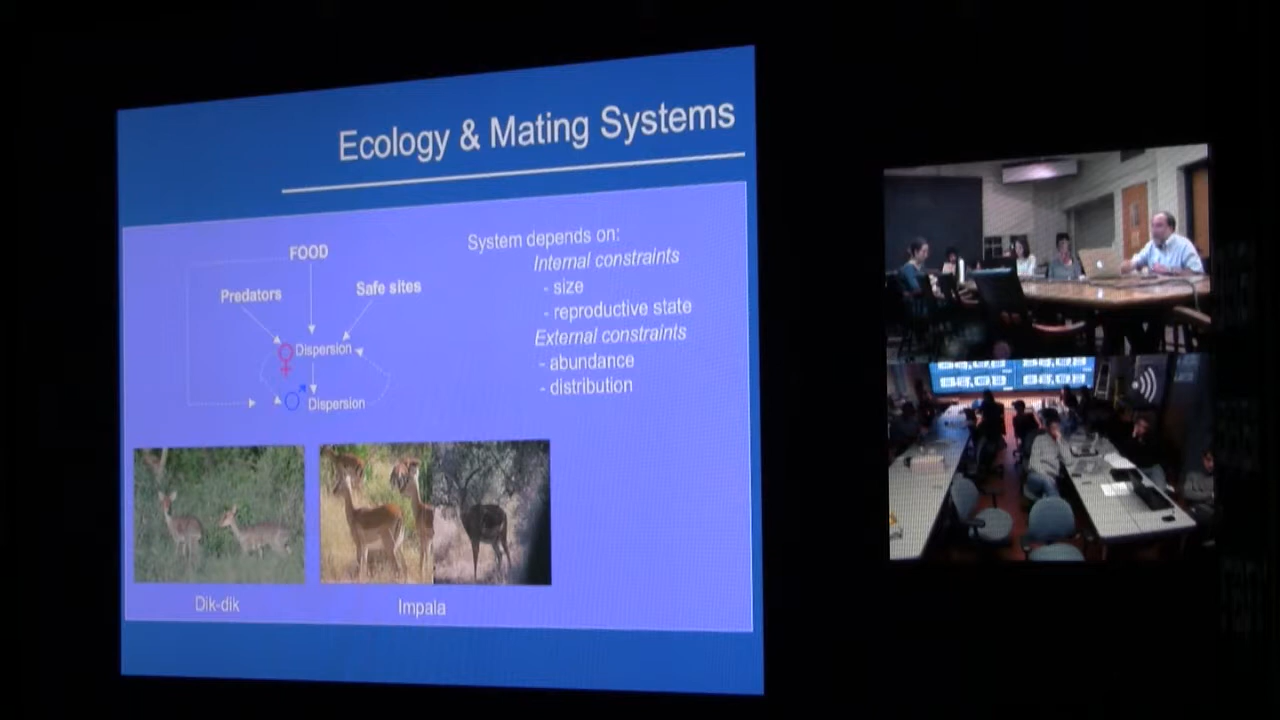 Ecology & Mating Systems
FOOD
Predators
Safe sites
♀ Dispersion
♂ Dispersion
System depends on:
Internal constraints
- size
- reproductive state
External constraints
- abundance
- distribution
Dik-dik
Impala